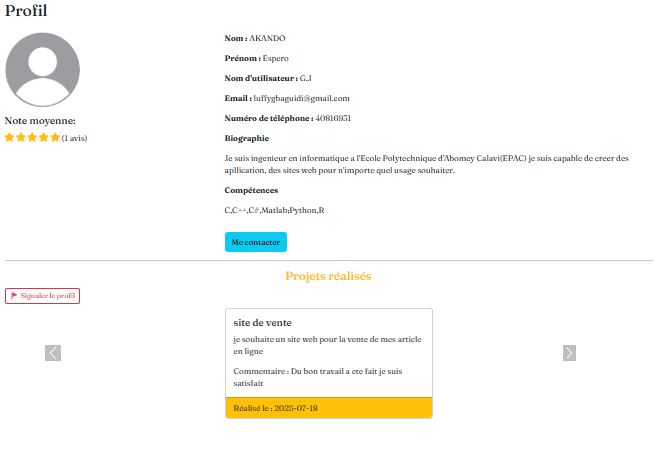 Profil
Nom : AKANDO
Prénom : Espero
Nom d'utilisateur : G.J
Email : luffygbaguidi@gmail.com
Numéro de téléphone : 40816951
Note moyenne:
(1 avis)
Biographie
Je suis ingenieur en informatique a l'Ecole Polytechnique d'Abomey Calavi(EPAC) je suis capable de creer des
apllication, des sites web pour n'importe quel usage souhaiter.
Compétences
C,C++,C#,Matlab;Python,R
Me contacter
Projets réalisés
Signaler le profil
site de vente
je souhaite un site web pour la vente de mes article
en ligne
Commentaire : Du bon travail a ete fait je suis
satisfait
Réalisé le : 2025-07-18